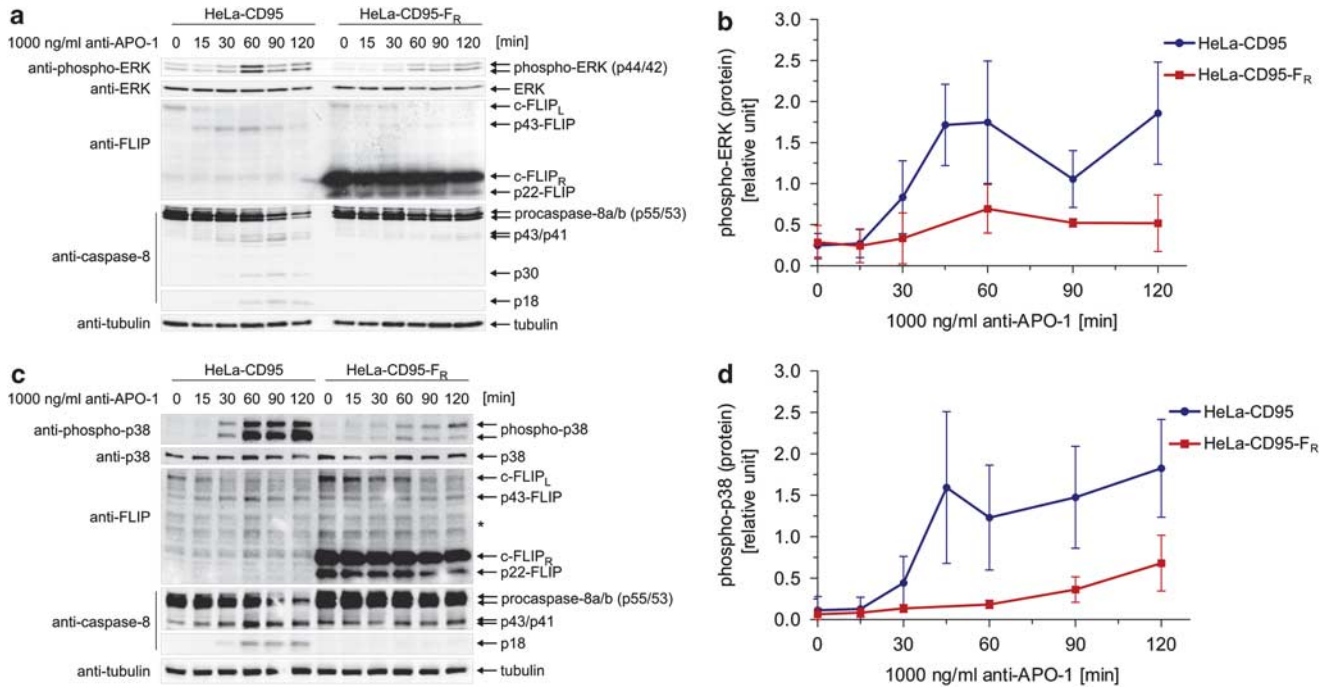 a
HeLa-CD95 HeLa-CD95-FR
1000 ng/ml anti-APO-1 0 15 30 60 90 120 0 15 30 60 90 120 [min]
anti-phospho-ERK phospho-ERK (p44/42)
anti-ERK ERK
c-FLIPL
p43-FLIP
anti-FLIP
c-FLIPR
p22-FLIP
procaspase-8a/b (p55/53)
p43/p41
anti-caspase-8
p30
p18
anti-tubulin tubulin
b
HeLa-CD95
HeLa-CD95-FR
phospho-ERK (protein)
[relative unit]
3.0
2.5
2.0
1.5
1.0
0.5
0.0
0 30 60 90 120
1000 ng/ml anti-APO-1 [min]
c
HeLa-CD95 HeLa-CD95-FR
1000 ng/ml anti-APO-1 0 15 30 60 90 120 0 15 30 60 90 120 [min]
anti-phospho-p38 phospho-p38
anti-p38 p38
c-FLIPL
p43-FLIP
anti-FLIP *
c-FLIPR
p22-FLIP
procaspase-8a/b (p55/53)
anti-caspase-8 p43/p41
p18
anti-tubulin tubulin
d
HeLa-CD95
HeLa-CD95-FR
phospho-p38 (protein)
[relative unit]
3.0
2.5
2.0
1.5
1.0
0.5
0.0
0 30 60 90 120
1000 ng/ml anti-APO-1 [min]